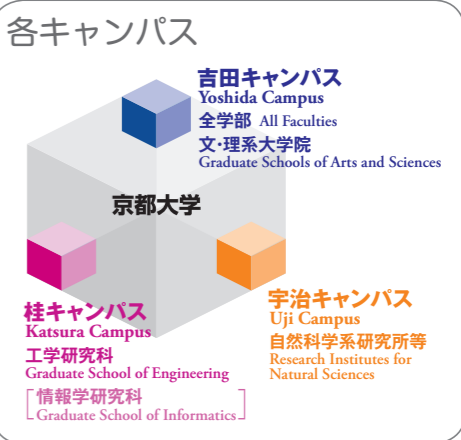 各キャンパス
吉田キャンパス
Yoshida Campus
全学部 All Faculties
文・理系大学院
Graduate Schools of Arts and Sciences
京都大学
桂キャンパス
Katsura Campus
工学研究科
Graduate School of Engineering
[情報学研究科
Graduate School of Informatics]
宇治キャンパス
Uji Campus
自然科学系研究所等
Research Institutes for
Natural Sciences